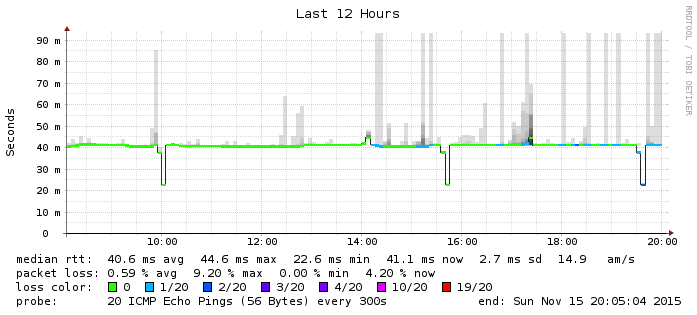 Last 12 Hours
RRDTOOL / TOBI OETIKER
Seconds
90 m
80 m
70 m
60 m
50 m
40 m
30 m
20 m
10 m
0
10:00 12:00 14:00 16:00 18:00 20:00
median rtt: 40.6 ms avg 44.6 ms max 22.6 ms min 41.1 ms now 2.7 ms sd 14.9 am/s
packet loss: 0.59 % avg 9.20 % max 0.00 % min 4.20 % now
loss color: 0 1/20 2/20 3/20 4/20 10/20 19/20
probe: 20 ICMP Echo Pings (56 Bytes) every 300s end: Sun Nov 15 20:05:04 2015